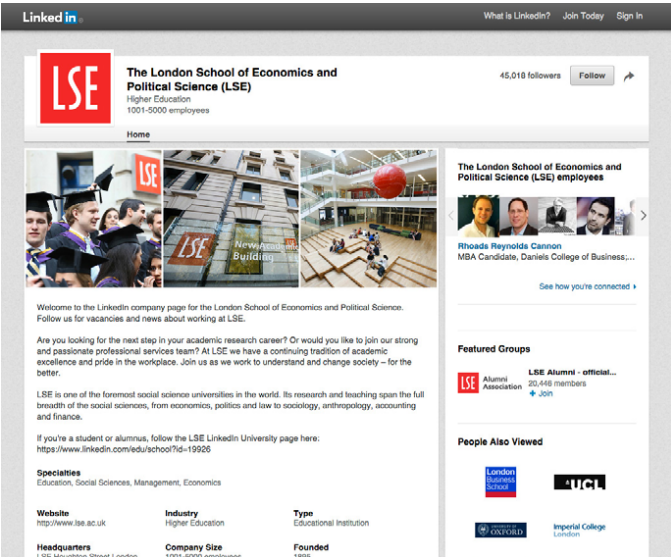 Linked in
What is LinkedIn? Join Today Sign In
LSE
The London School of Economics and
Political Science (LSE)
Higher Education
1001-5000 employees
45,018 followers Follow
Home
LSE
LSE New Academic
Building
Welcome to the LinkedIn company page for the London School of Economics and Political Science.
Follow us for vacancies and news about working at LSE.
Are you looking for the next step in your academic research career? Or would you like to join our strong
and passionate professional services team? At LSE we have a continuing tradition of academic
excellence and pride in the workplace. Join us as we work to understand and change society – for the
better.
LSE is one of the foremost social science universities in the world. Its research and teaching span the full
breadth of the social sciences, from economics, politics and law to sociology, anthropology, accounting
and finance.
If you're a student or alumnus, follow the LSE LinkedIn University page here:
https://www.linkedin.com/edu/school?id=19926
Specialties
Education, Social Sciences, Management, Economics
Website Industry Type
http://www.lse.ac.uk Higher Education Educational Institution
Headquarters Company Size Founded
LSE Houghton Street London 1001-5000 employees 1895
The London School of Economics and
Political Science (LSE) employees
Rhoads Reynolds Cannon
MBA Candidate, Daniels College of Business;...
See how you're connected
Featured Groups
LSE Alumni
Association
LSE Alumni - official...
20,446 members
+ Join
People Also Viewed
London
Business
School
UCL
UNIVERSITY OF
OXFORD
Imperial College
London